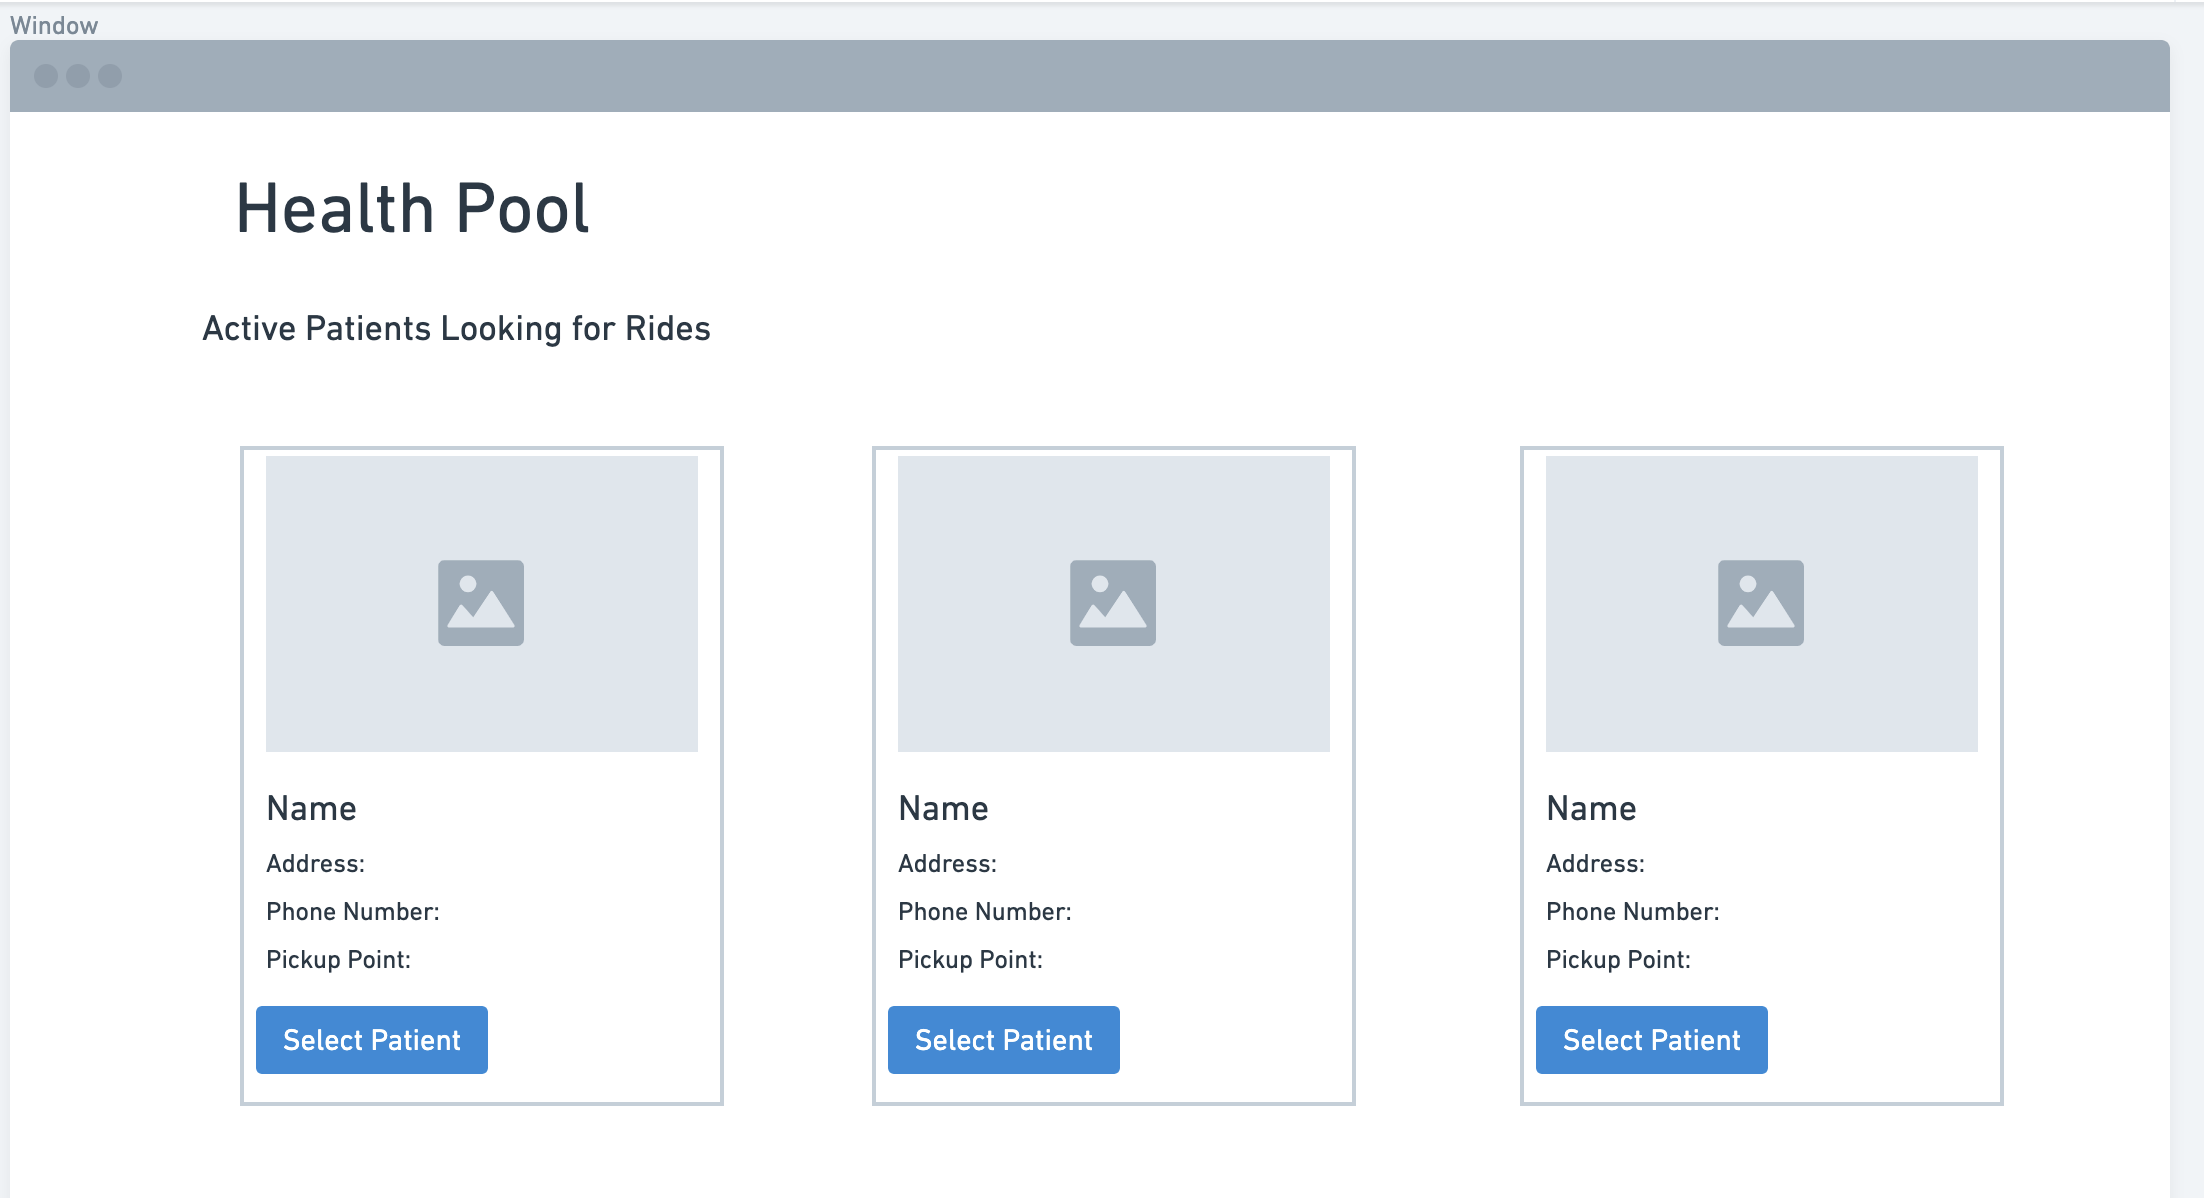 Window
Health Pool
Active Patients Looking for Rides
Name
Address:
Phone Number:
Pickup Point:
Select Patient
Name
Address:
Phone Number:
Pickup Point:
Select Patient
Name
Address:
Phone Number:
Pickup Point:
Select Patient